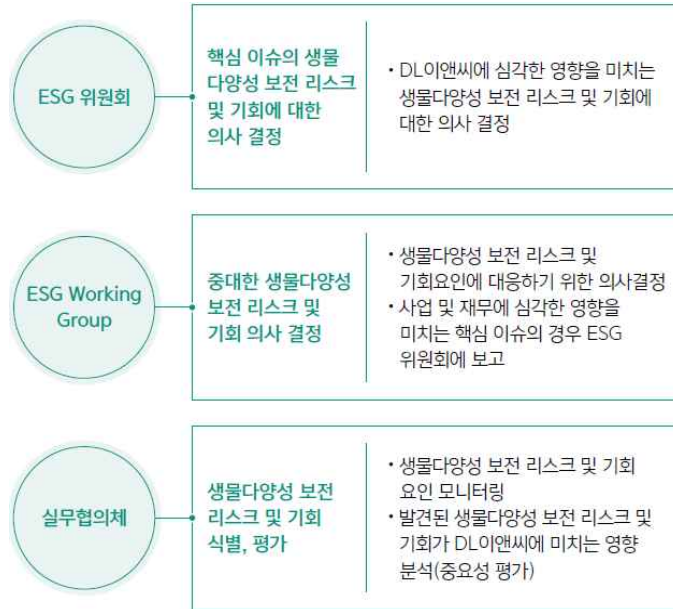 ESG 위원회
핵심 이슈의 생물
다양성 보전 리스크
및 기회에 대한
의사 결정
• DL이앤씨에 심각한 영향을 미치는
생물다양성 보전 리스크 및 기회에
대한 의사 결정
ESG Working
Group
중대한 생물다양성
보전 리스크 및
기회 의사 결정
• 생물다양성 보전 리스크 및
기회요인에 대응하기 위한 의사결정
• 사업 및 재무에 심각한 영향을
미치는 핵심 이슈의 경우 ESG
위원회에 보고
실무협의체
생물다양성 보전
리스크 및 기회
식별, 평가
• 생물다양성 보전 리스크 및 기회
요인 모니터링
• 발견된 생물다양성 보전 리스크 및
기회가 DL이앤씨에 미치는 영향
분석(중요성 평가)